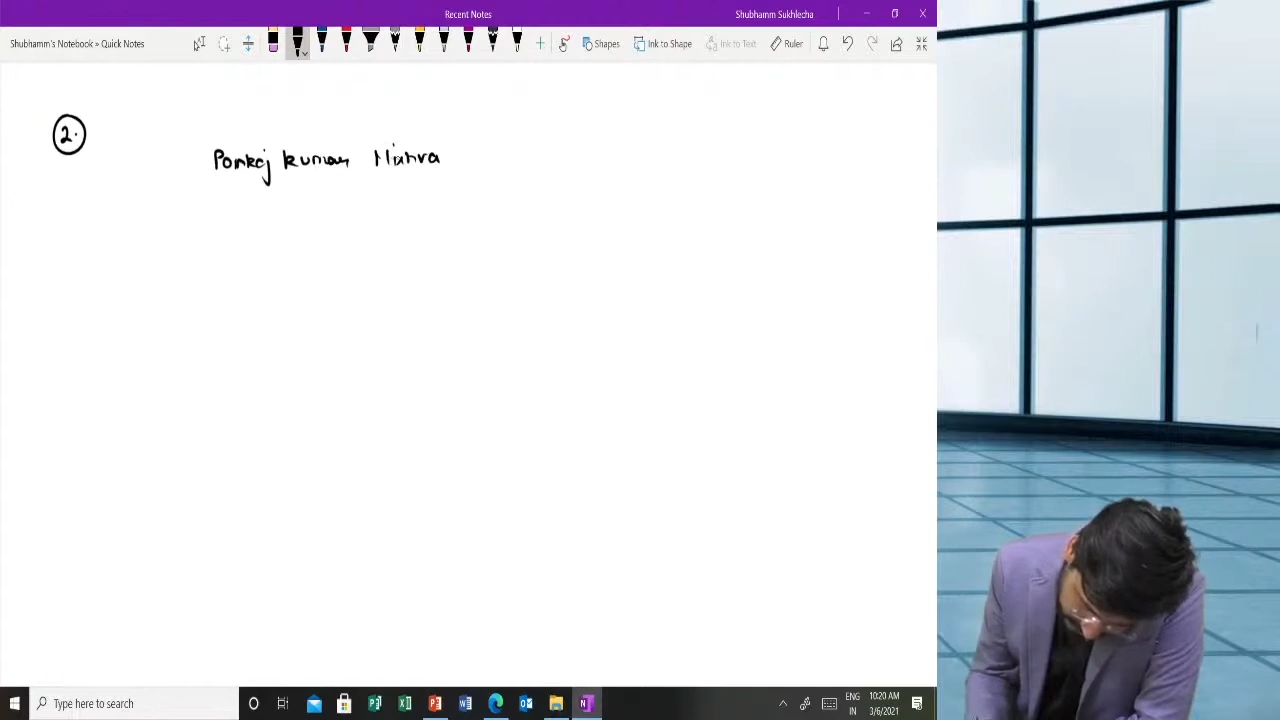 Recent Notes
Shubhamm Sukhlecha
Shubhamm's Notebook » Quick Notes
Shapes
Ink to Shape
Ink to Text
Ruler
2.
Pankaj kumar Mishra
Type here to search
ENG
IN
10:20 AM
3/6/2021